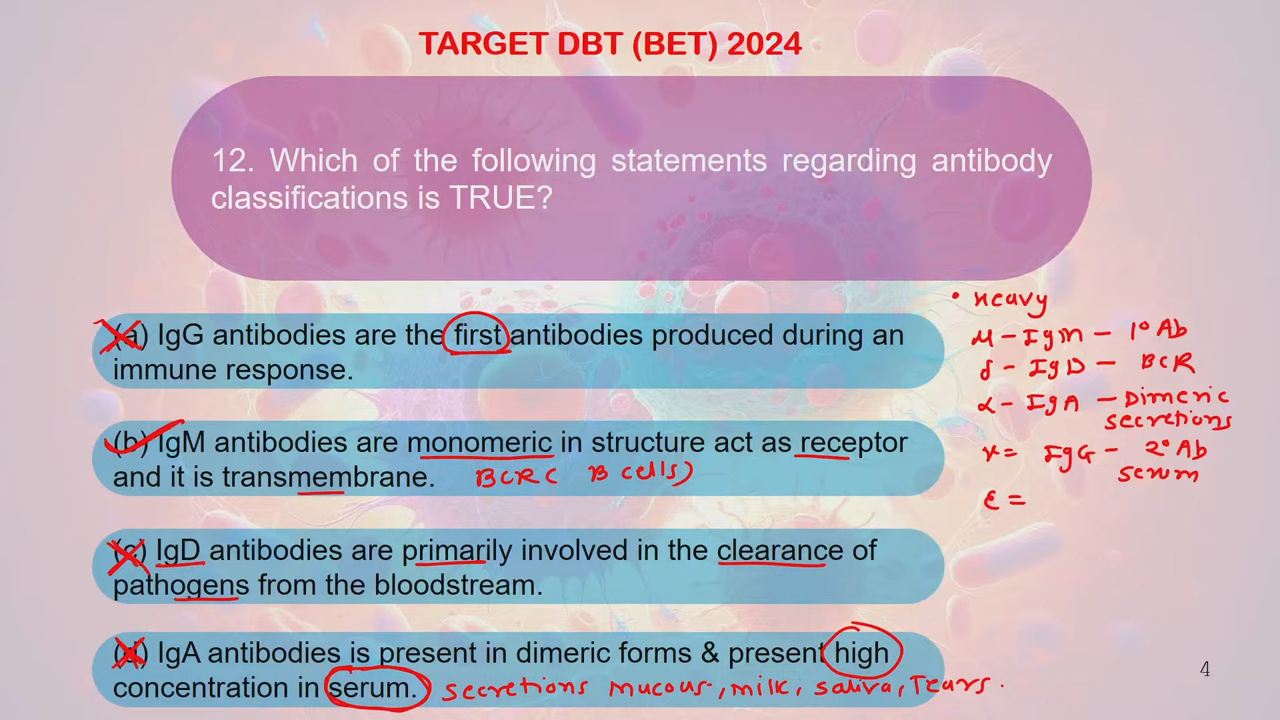 TARGET DBT (BET) 2024
12. Which of the following statements regarding antibody
classifications is TRUE?
(a) IgG antibodies are the first antibodies produced during an
immune response.
(b) IgM antibodies are monomeric in structure act as receptor
and it is transmembrane. BCR( B cells)
(c) IgD antibodies are primarily involved in the clearance of
pathogens from the bloodstream.
(d) IgA antibodies is present in dimeric forms & present high
concentration in serum. secretions mucous, milk, saliva, Tears.
• Heavy
μ - IgM - 1° Ab
δ - IgD - BCR
α - IgA - Dimeric
secretions
γ = IgG - 2° Ab
serum
ε =
4